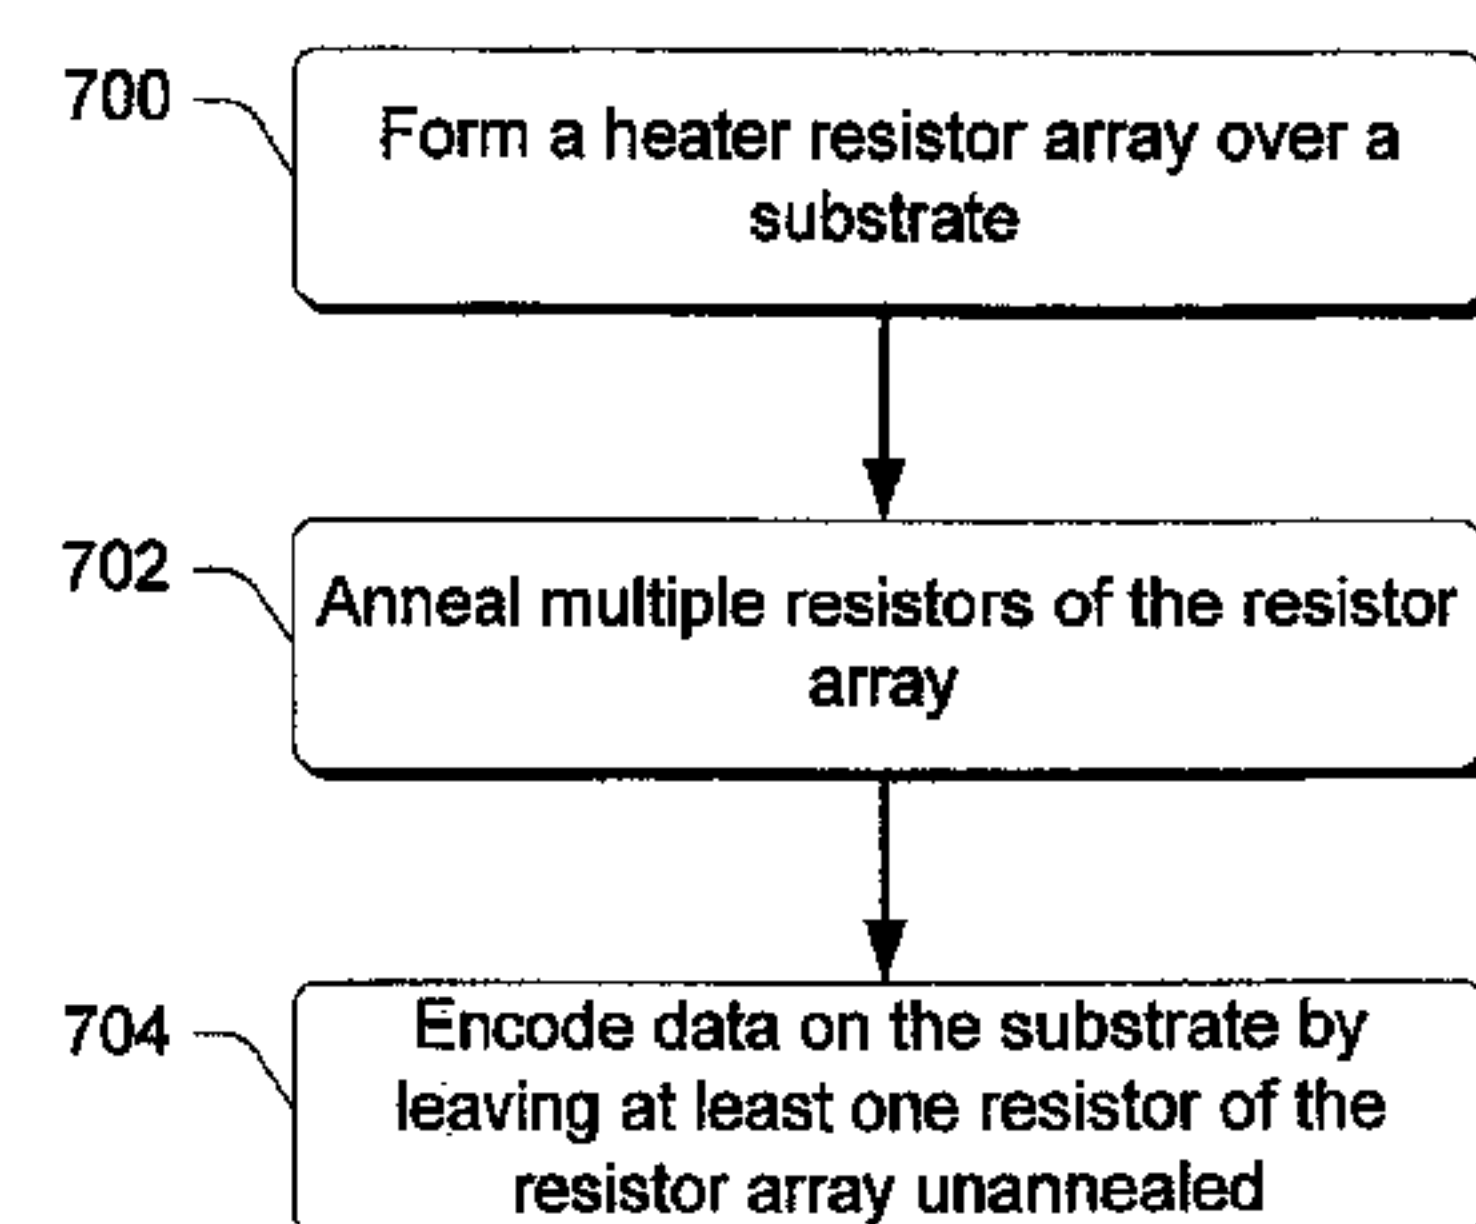 700
Form a heater resistor array over a
substrate
702
Anneal multiple resistors of the resistor
array
704
Encode data on the substrate by
leaving at least one resistor of the
resistor array unannealed